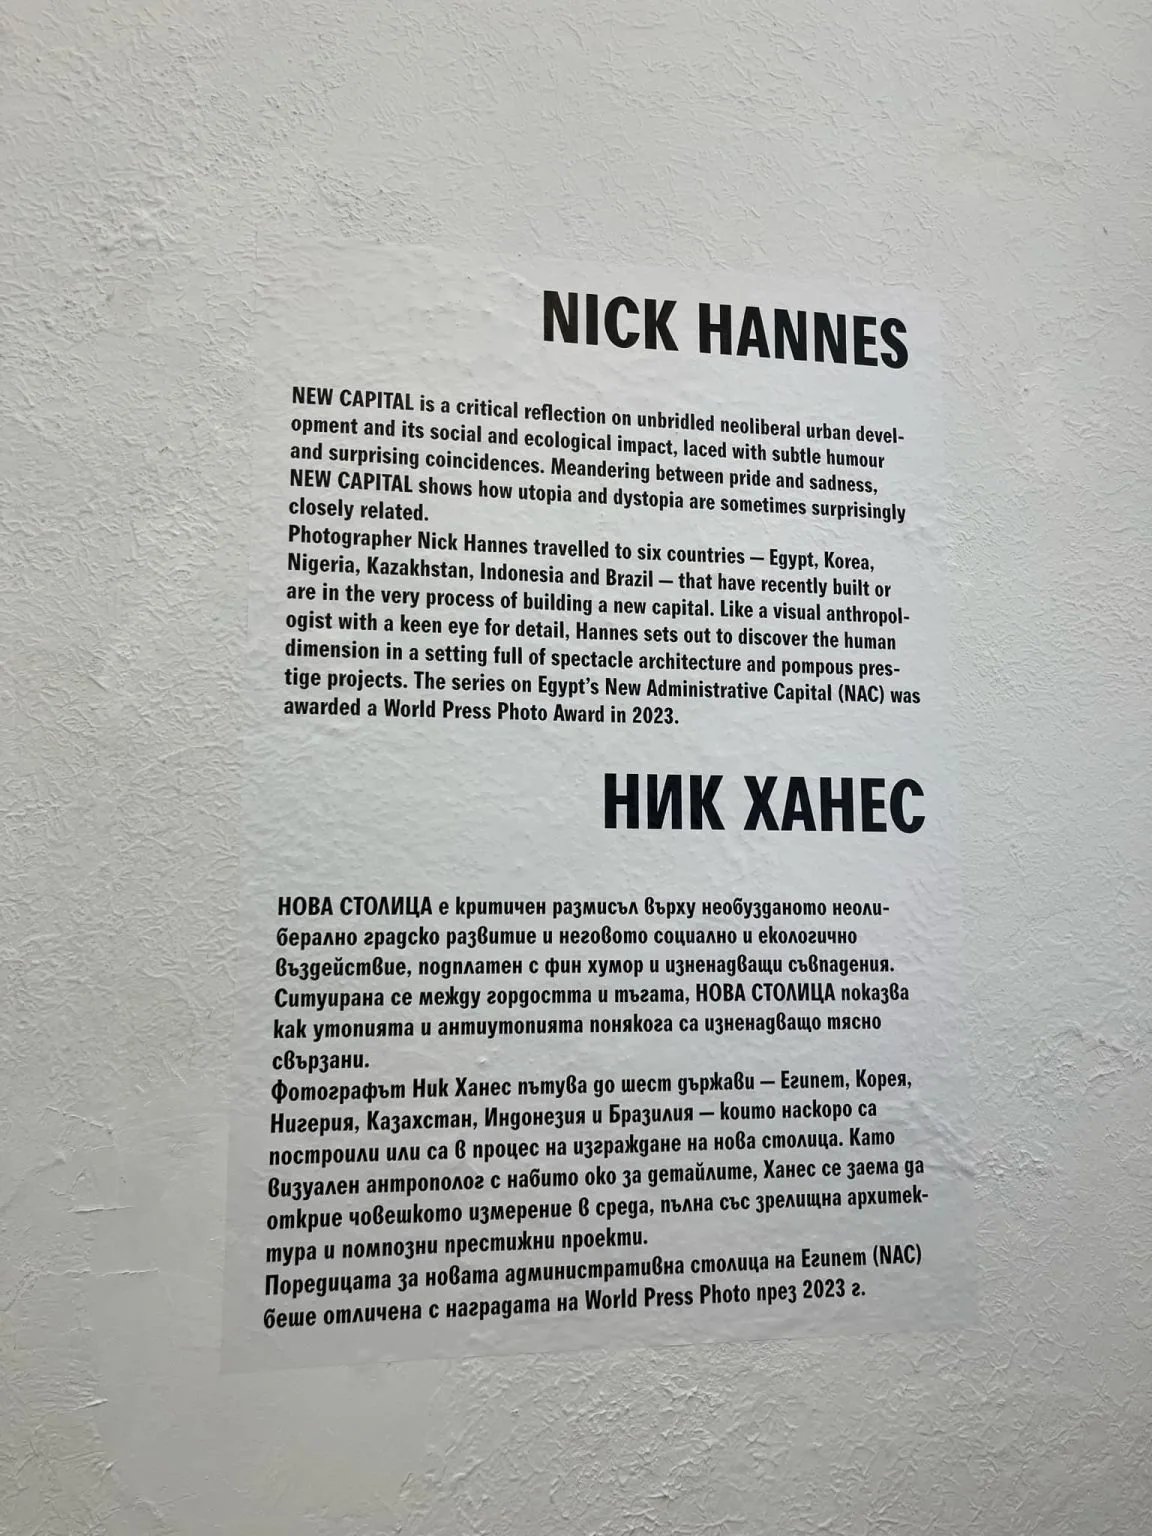 NICK HANNES
NEW CAPITAL is a critical reflection on unbridled neoliberal urban devel-
opment and its social and ecological impact, laced with subtle humour
and surprising coincidences. Meandering between pride and sadness,
NEW CAPITAL shows how utopia and dystopia are sometimes surprisingly
closely related.
Photographer Nick Hannes travelled to six countries – Egypt, Korea,
Nigeria, Kazakhstan, Indonesia and Brazil – that have recently built or
are in the very process of building a new capital. Like a visual anthropol-
ogist with a keen eye for detail, Hannes sets out to discover the human
dimension in a setting full of spectacle architecture and pompous pres-
tige projects. The series on Egypt's New Administrative Capital (NAC) was
awarded a World Press Photo Award in 2023.
НИК ХАНЕС
НОВА СТОЛИЦА е критичен размисъл върху необузданото неоли-
берално градско развитие и неговото социално и екологично
въздействие, подплатен с фин хумор и изненадващи съвпадения.
Ситуирана се между гордостта и тъгата, НОВА СТОЛИЦА показва
как утопията и антиутопията понякога са изненадващо тясно
свързани.
Фотографът Ник Ханес пътува до шест държави – Египет, Корея,
Нигерия, Казахстан, Индонезия и Бразилия – които наскоро са
построили или са в процес на изграждане на нова столица. Като
визуален антрополог с набито око за детайлите, Ханес се заема да
открие човешкото измерение в среда, пълна със зрелищна архитек-
тура и помпозни престижни проекти.
Поредицата за новата административна столица на Египет (NAC)
беше отличена с наградата на World Press Photo през 2023 г.